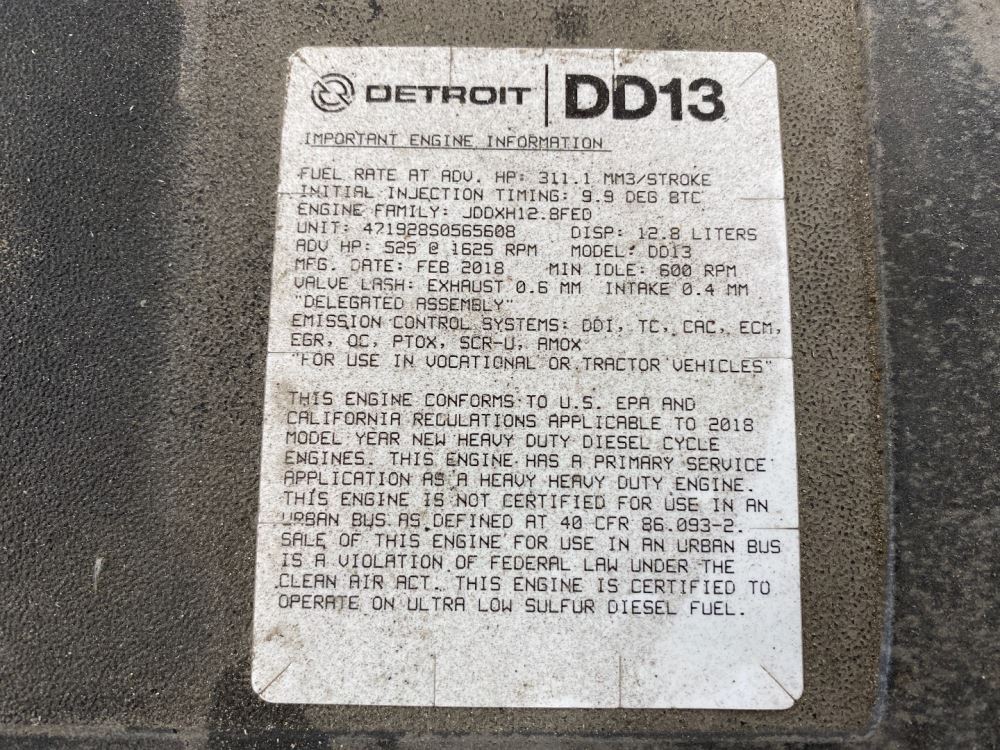 DETROIT DD13
IMPORTANT ENGINE INFORMATION
FUEL RATE AT ADV. HP: 311.1 MM3/STROKE
INITIAL INJECTION TIMING: 9.9 DEG BTC
ENGINE FAMILY: JDDXH12.8FED
UNIT: 471928S0565608 DISP: 12.8 LITERS
ADV HP: 525 @ 1625 RPM MODEL: DD13
MFG. DATE: FEB 2018 MIN IDLE: 600 RPM
VALVE LASH: EXHAUST 0.6 MM INTAKE 0.4 MM
"DELEGATED ASSEMBLY"
EMISSION CONTROL SYSTEMS: DDI, TC, CAC, ECM,
EGR, OC, PTOX, SCR-U, AMOX
"FOR USE IN VOCATIONAL OR TRACTOR VEHICLES"
THIS ENGINE CONFORMS TO U.S. EPA AND
CALIFORNIA REGULATIONS APPLICABLE TO 2018
MODEL YEAR NEW HEAVY DUTY DIESEL CYCLE
ENGINES. THIS ENGINE HAS A PRIMARY SERVICE
APPLICATION AS A HEAVY HEAVY DUTY ENGINE.
THIS ENGINE IS NOT CERTIFIED FOR USE IN AN
URBAN BUS AS DEFINED AT 40 CFR 86.093-2.
SALE OF THIS ENGINE FOR USE IN AN URBAN BUS
IS A VIOLATION OF FEDERAL LAW UNDER THE
CLEAN AIR ACT. THIS ENGINE IS CERTIFIED TO
OPERATE ON ULTRA LOW SULFUR DIESEL FUEL.